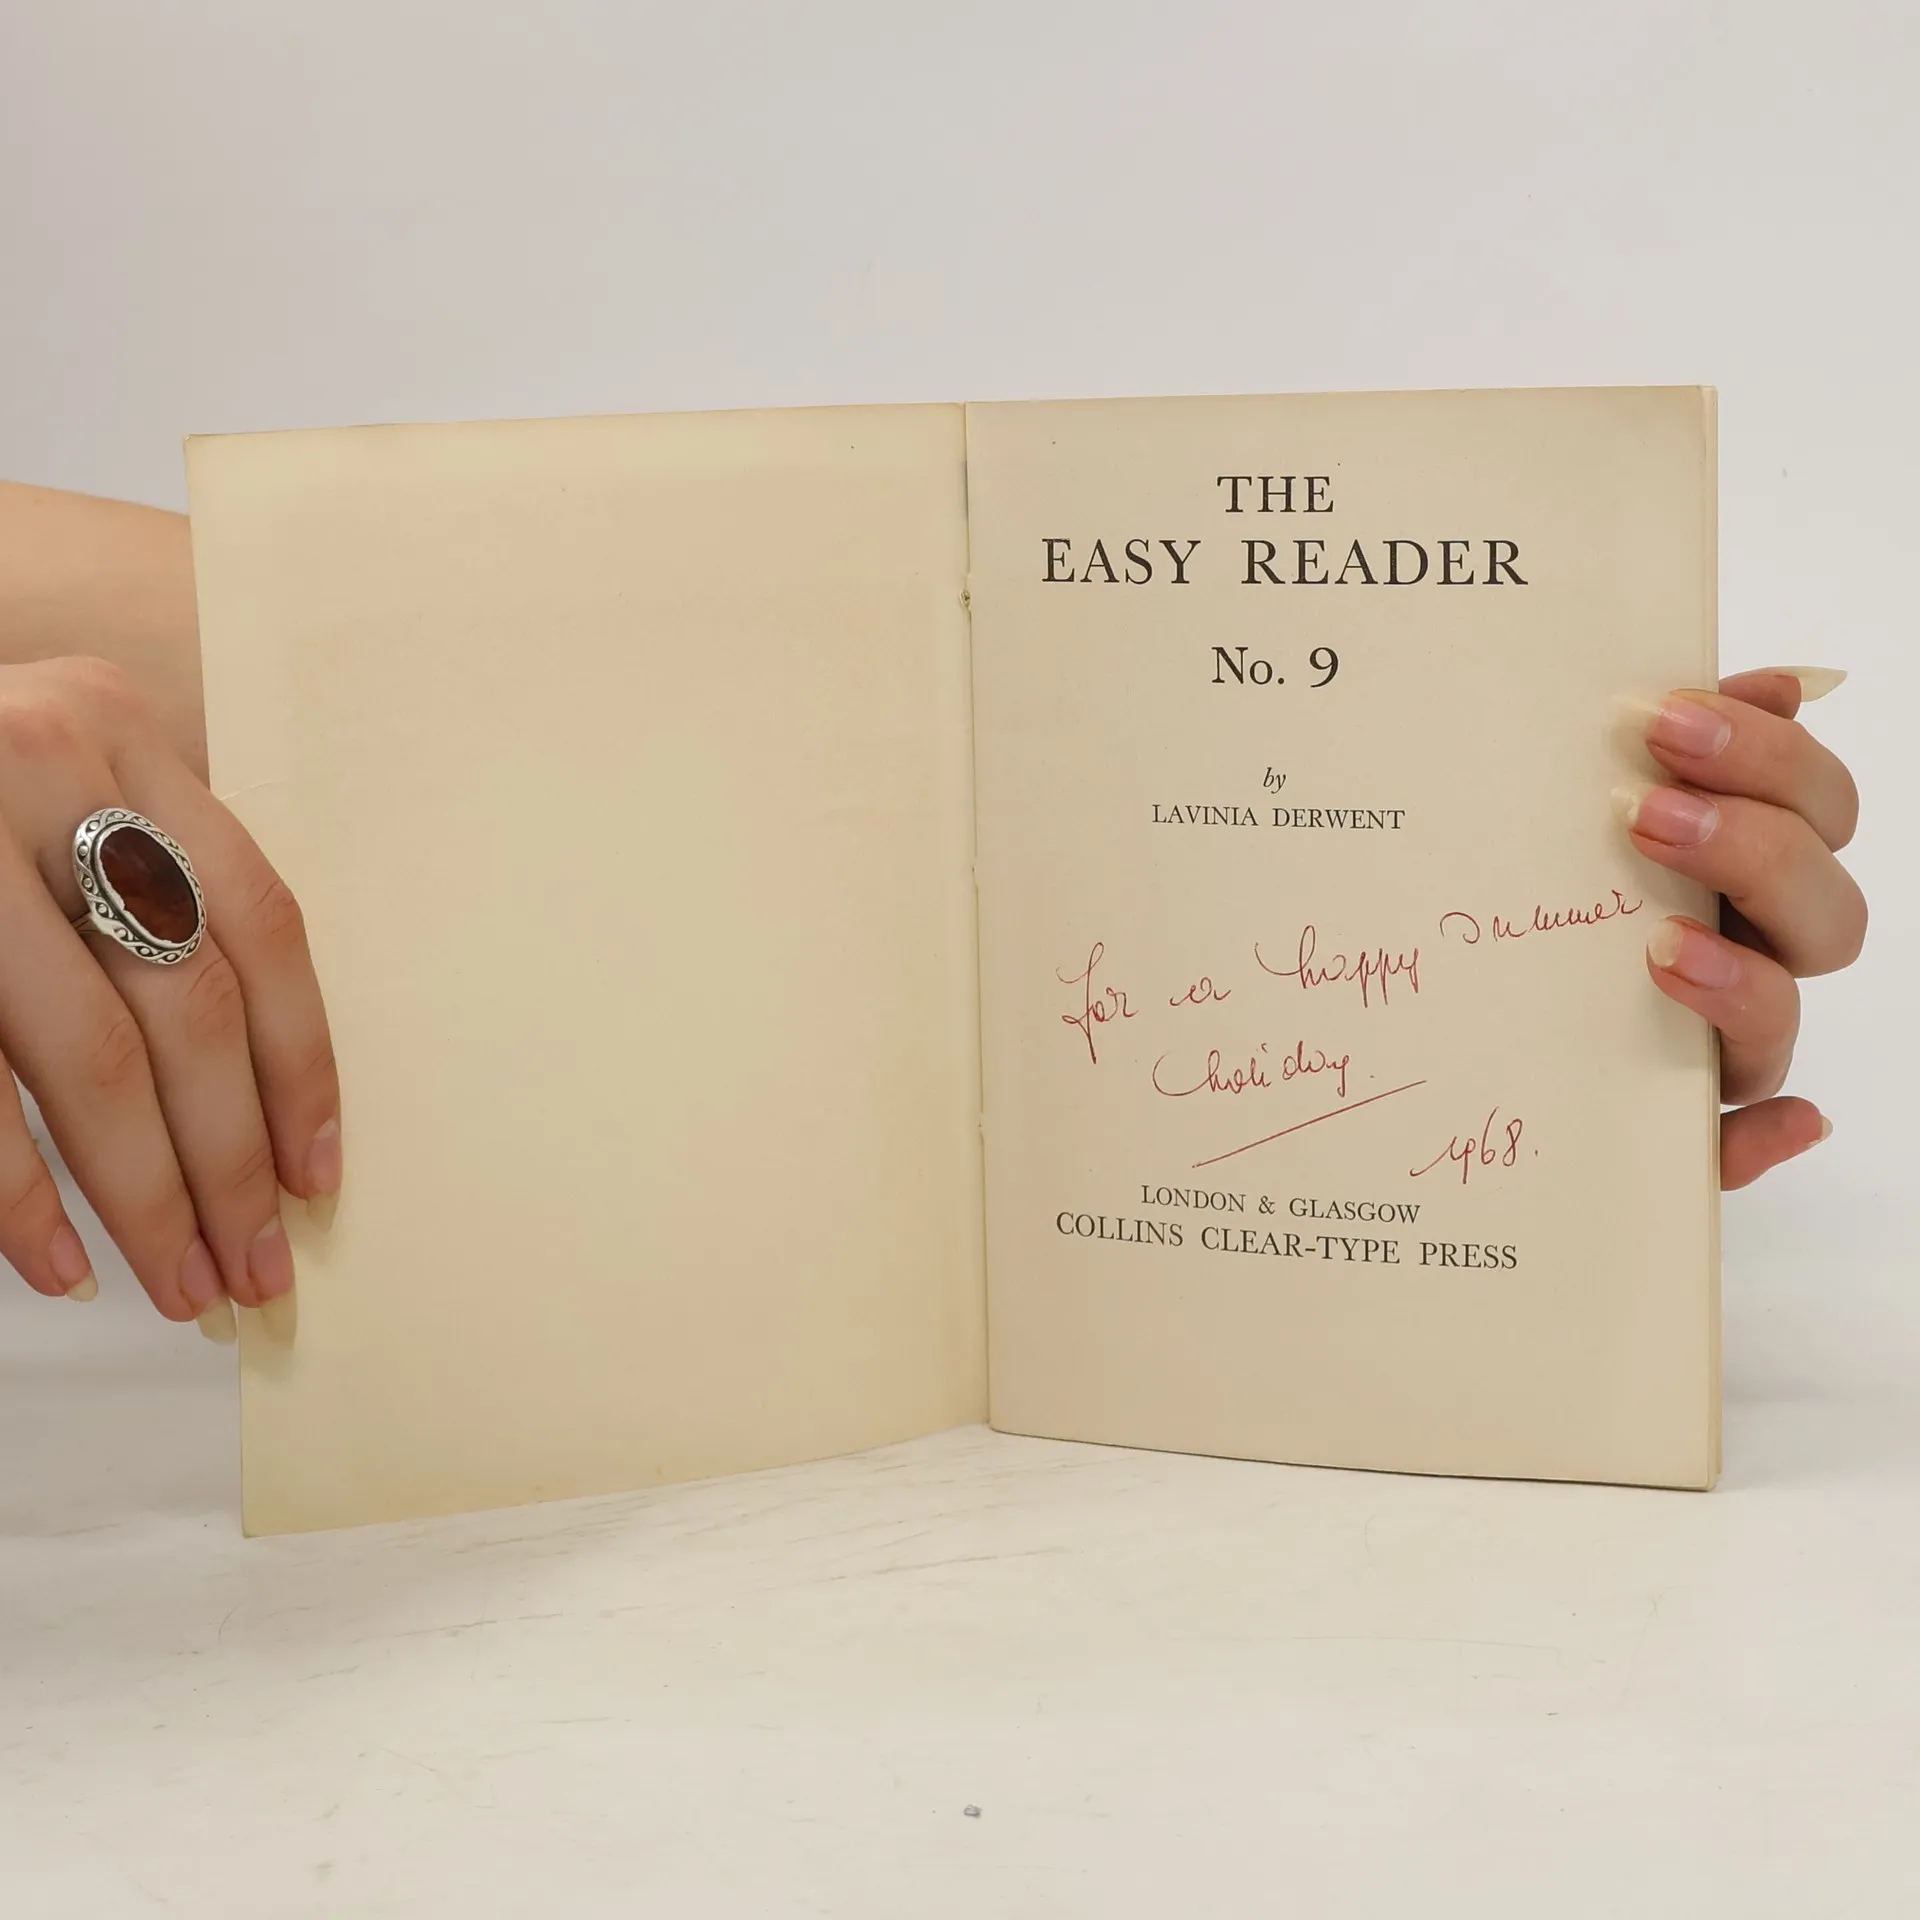 THE
EASY READER
No. 9
by
LAVINIA DERWENT
for a happy summer
holiday.
1968.
LONDON & GLASGOW
COLLINS CLEAR-TYPE PRESS